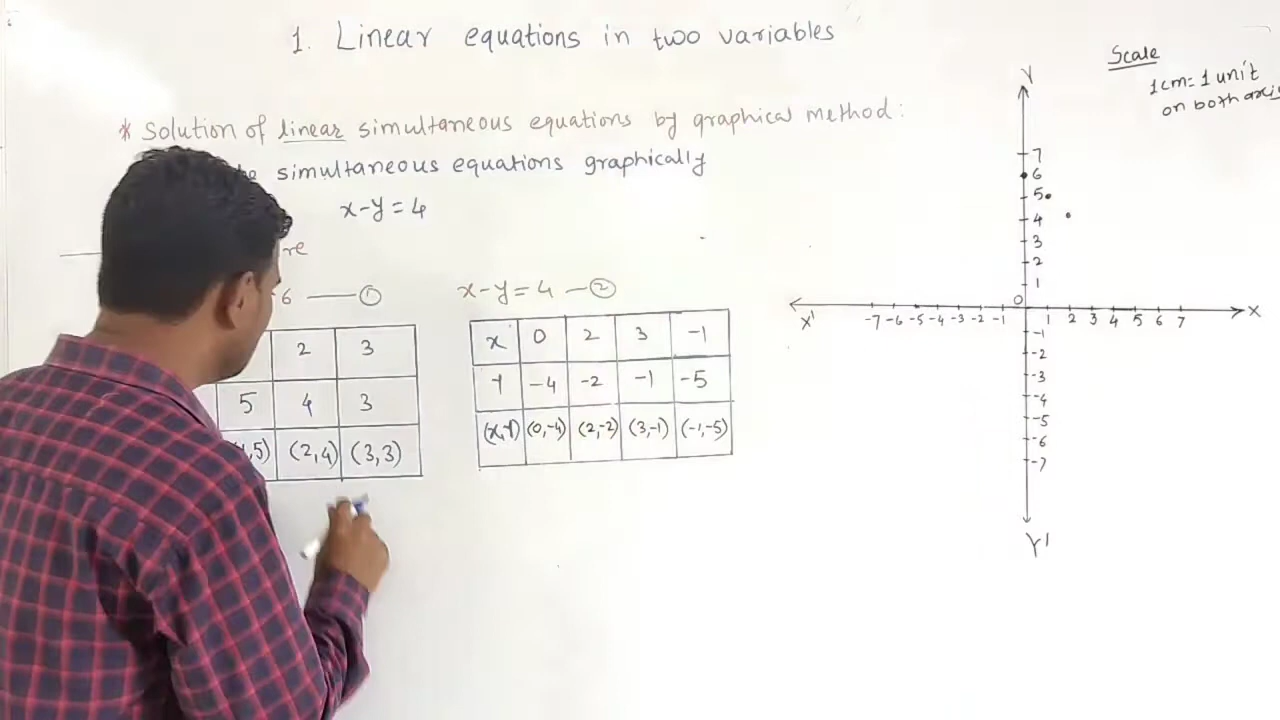 1. Linear equations in two variables
* Solution of linear simultaneous equations by graphical method:
simultaneous equations graphically
x-y=4
6 —— ①
2 3
5 4 3
,5) (2,4) (3,3)
x-y=4 —②
x 0 2 3 -1
y -4 -2 -1 -5
(x,y) (0,-4) (2,-2) (3,-1) (-1,-5)
Scale
1cm=1 unit
on both axis
Y
7
6
5
4
3
2
1
0
X' -7 -6 -5 -4 -3 -2 -1 1 2 3 4 5 6 7 X
-1
-2
-3
-4
-5
-6
-7
Y'